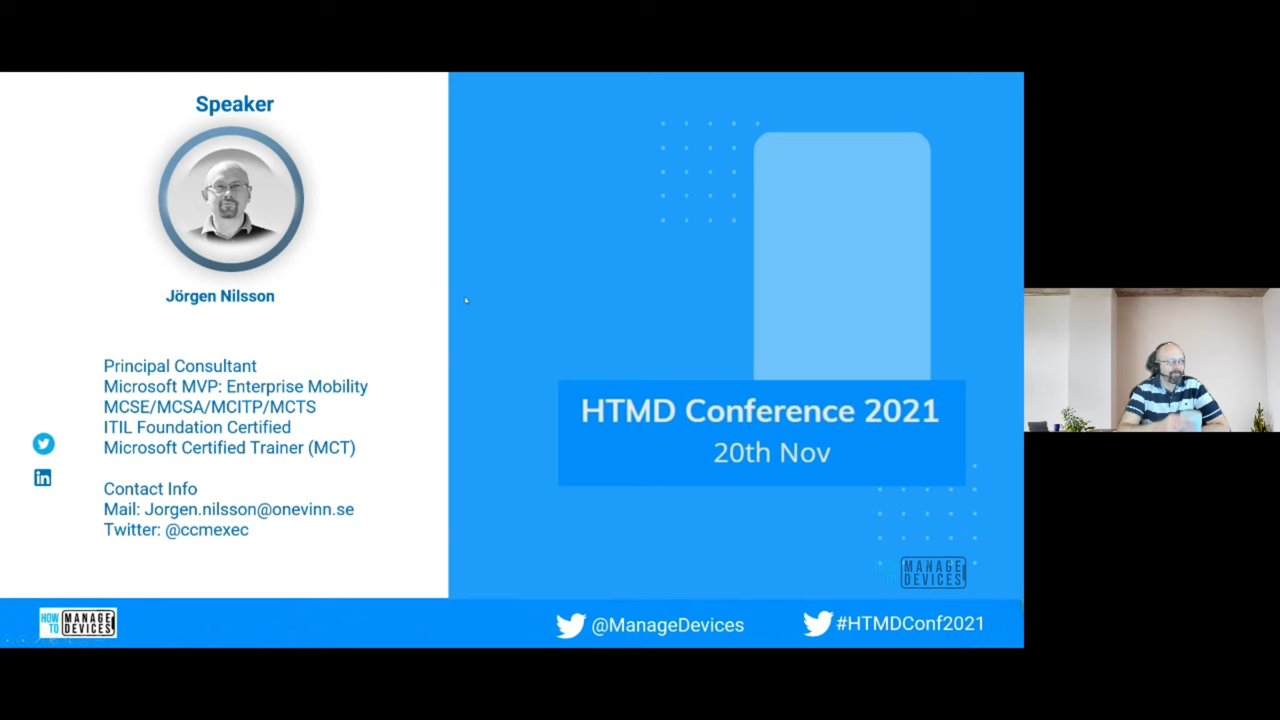 Speaker
Jörgen Nilsson
Principal Consultant
Microsoft MVP: Enterprise Mobility
MCSE/MCSA/MCITP/MCTS
ITIL Foundation Certified
Microsoft Certified Trainer (MCT)
Contact Info
Mail: Jorgen.nilsson@onevinn.se
Twitter: @ccmexec
in
HTMD Conference 2021
20th Nov
HOW TO MANAGE DEVICES
HOW TO MANAGE DEVICES
@ManageDevices
#HTMDConf2021